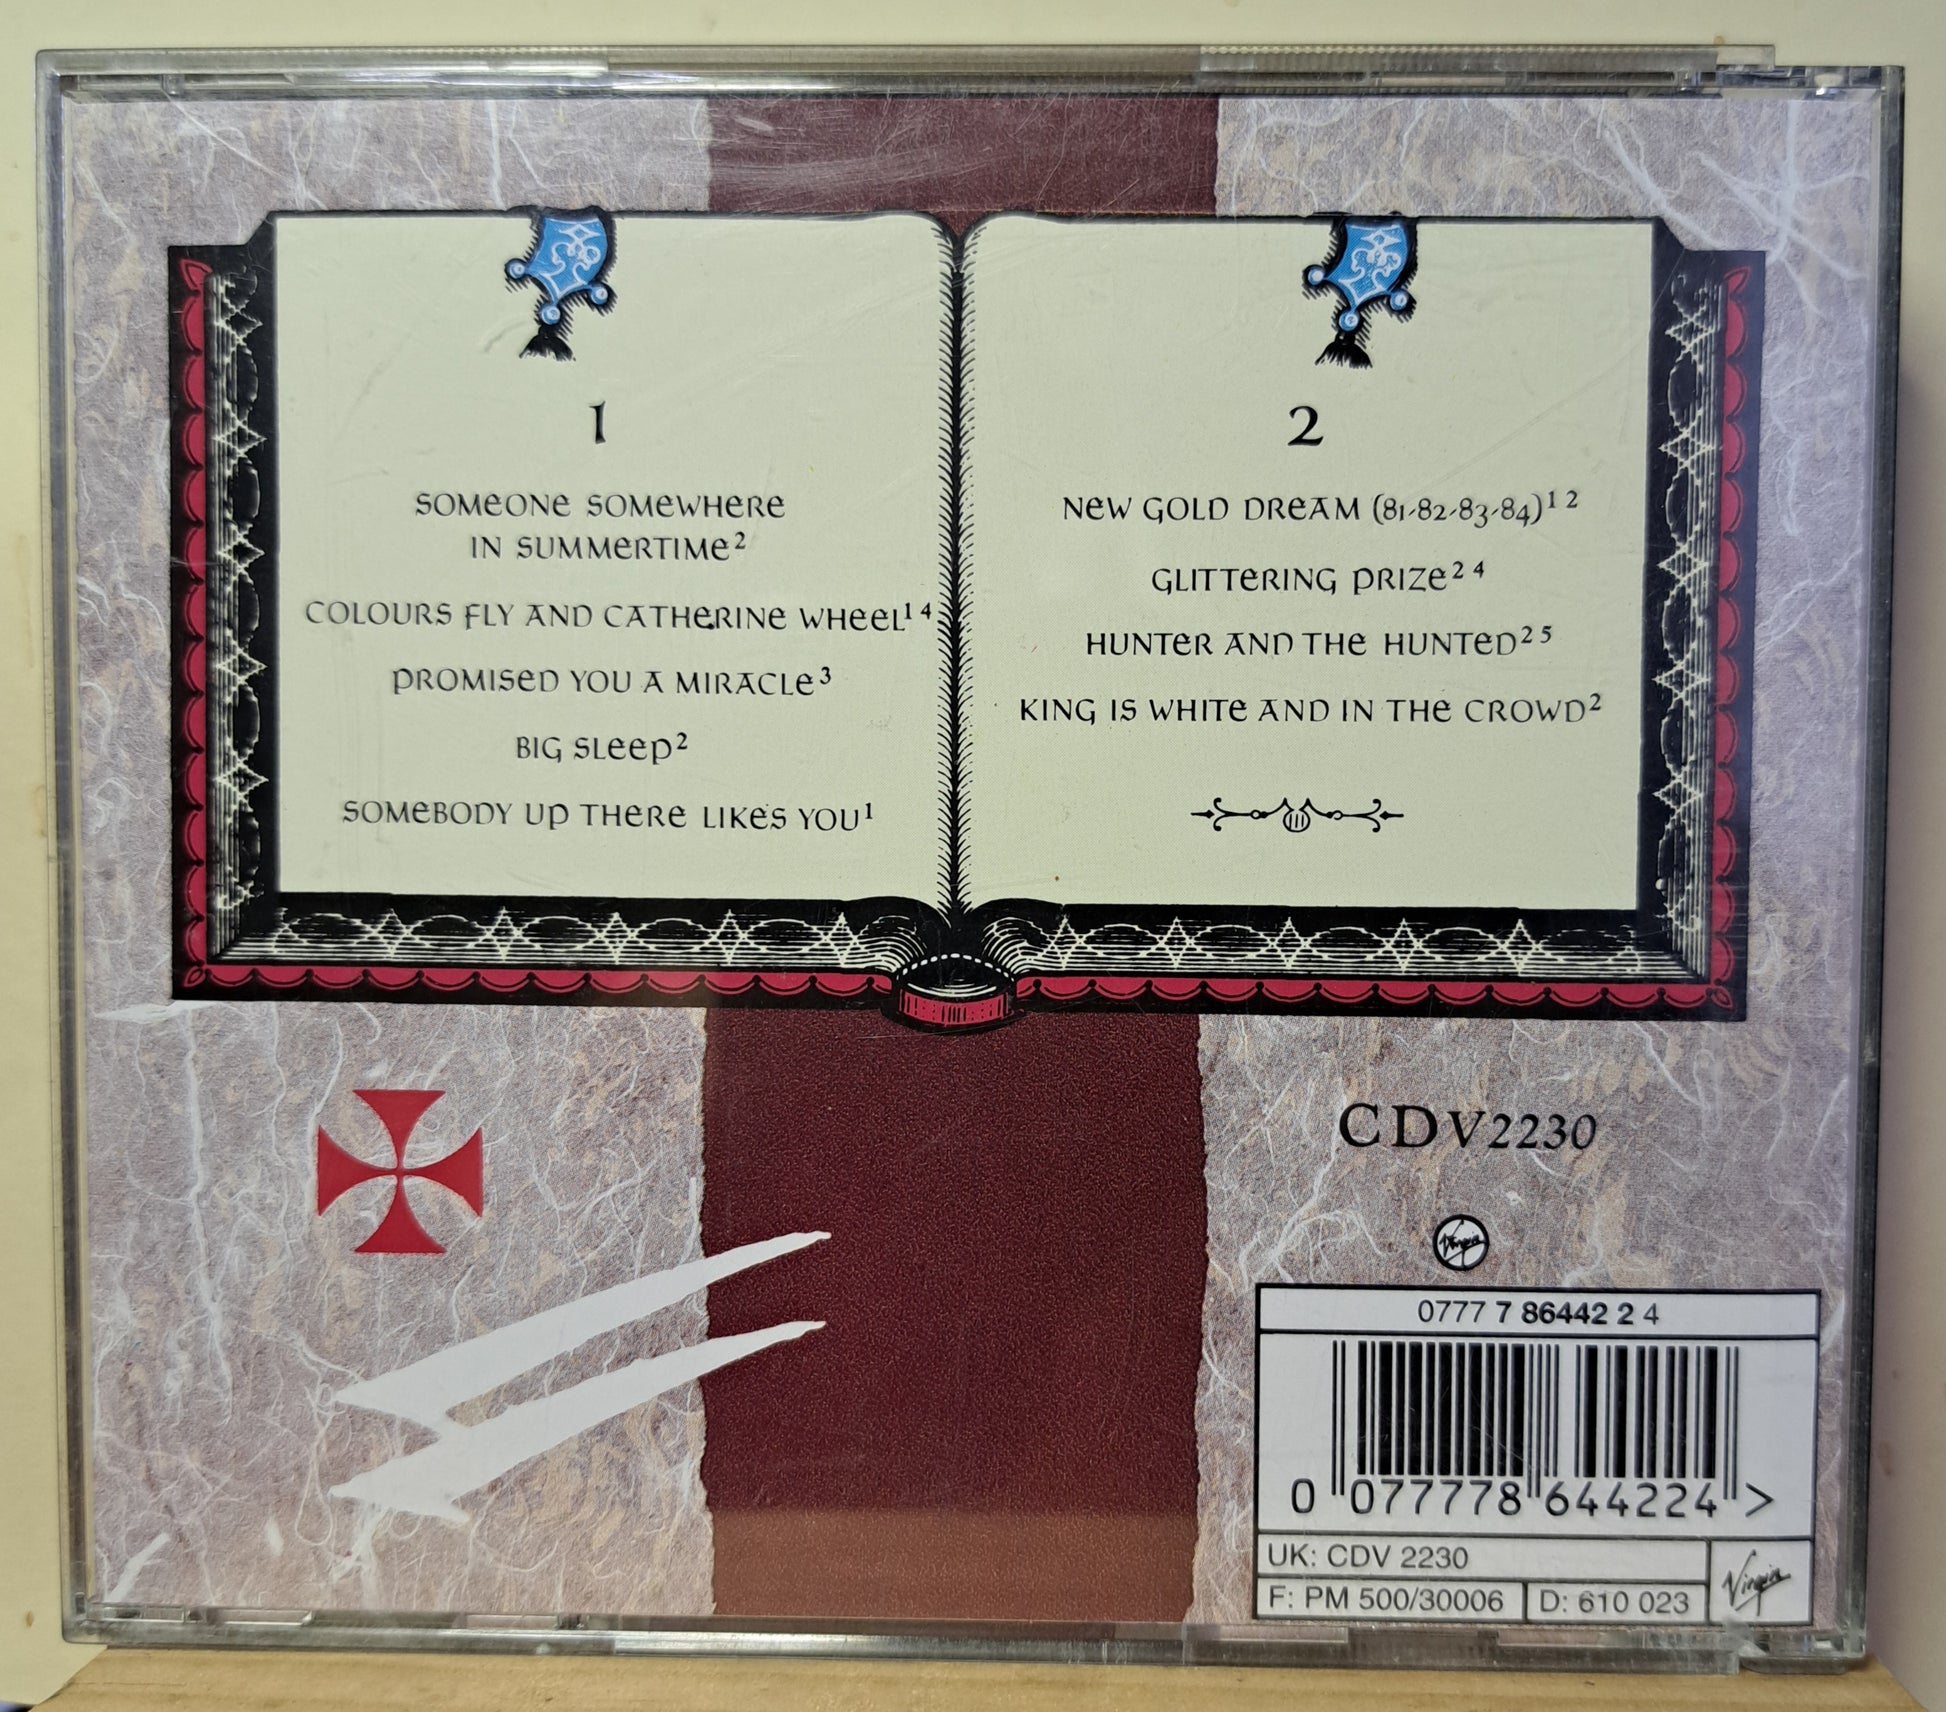 1
SOMEONE SOMEWHERE
IN SUMMERTIME²
COLOURS FLY AND CATHERINE WHEEL¹ ⁴
PROMISED YOU A MIRACLE³
BIG SLEEP²
SOMEBODY UP THERE LIKES YOU¹
2
NEW GOLD DREAM (81-82-83-84)¹ ²
GLITTERING PRIZE² ⁴
HUNTER AND THE HUNTED² ⁵
KING IS WHITE AND IN THE CROWD²
CDV2230
Virgin
0777 7 86442 2 4
0 077778 644224 >
UK: CDV 2230
F: PM 500/30006 D: 610 023
Virgin